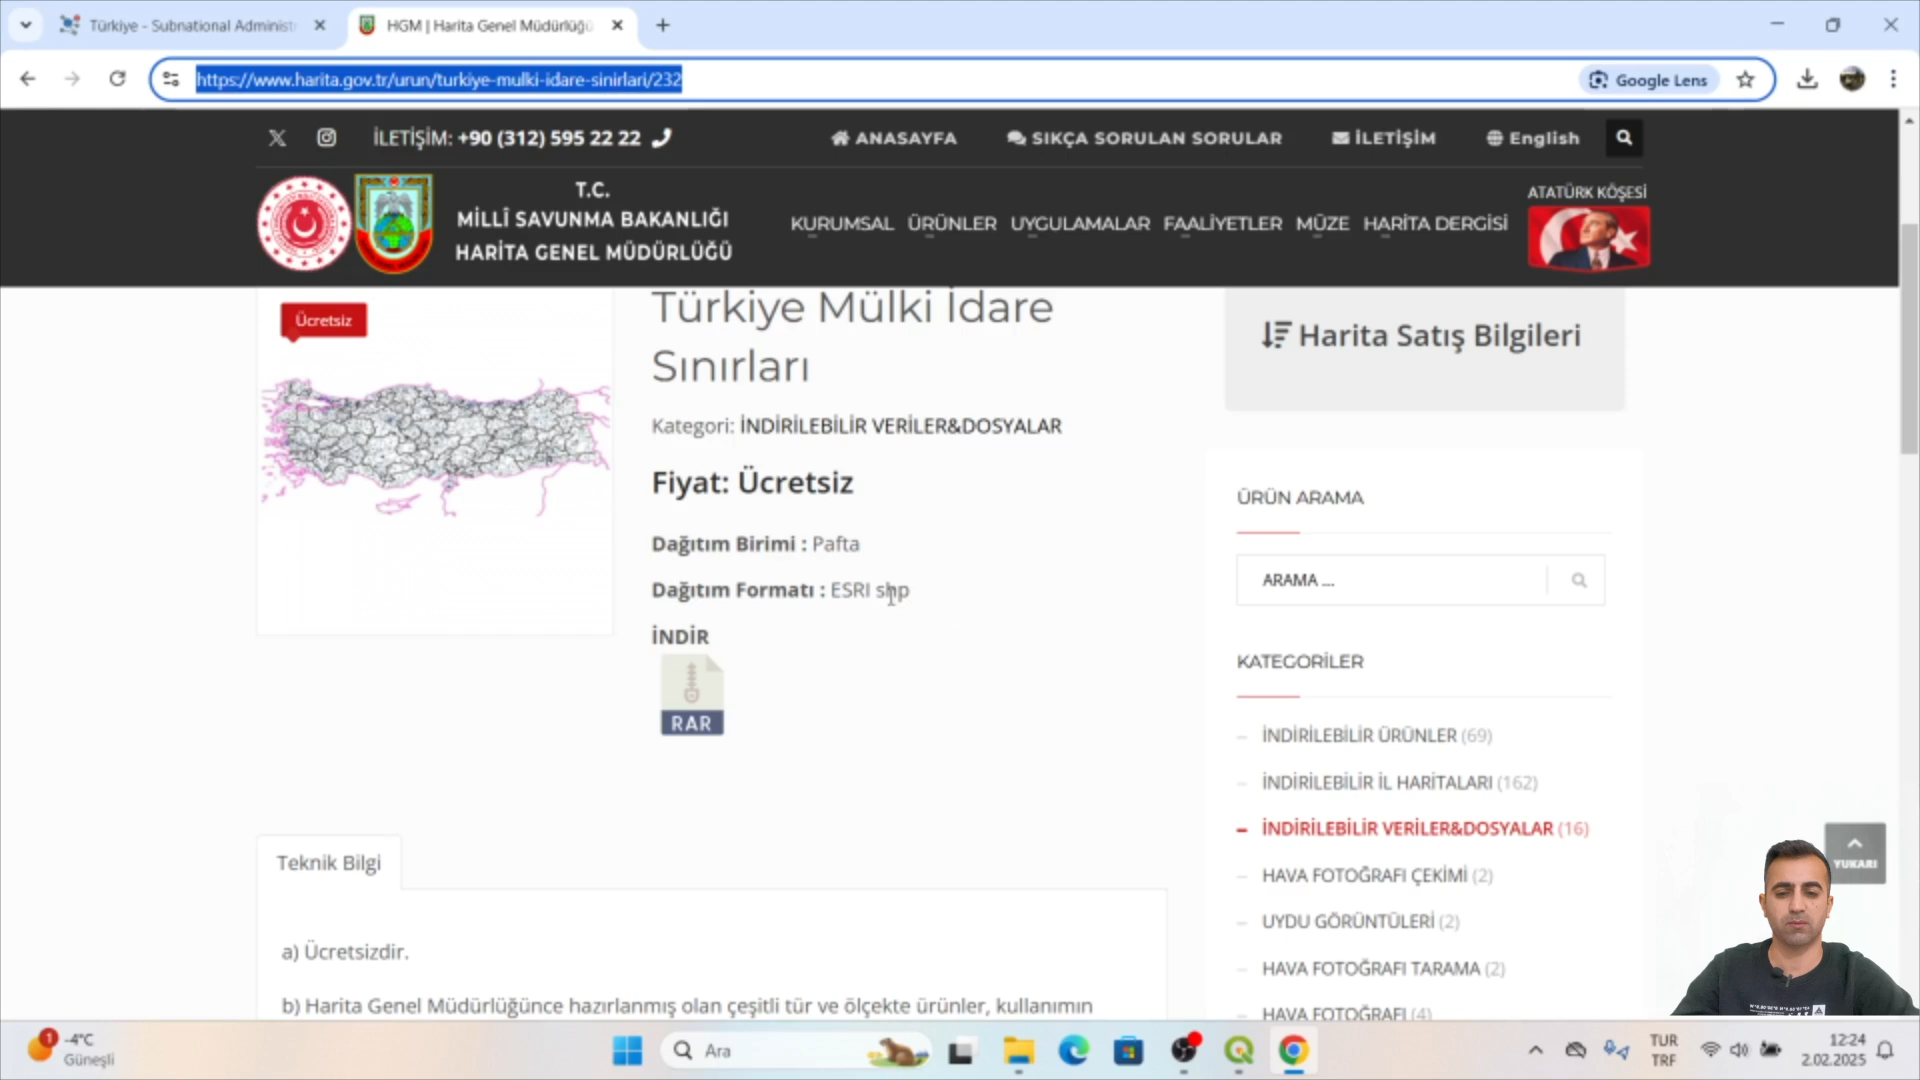 Türkiye - Subnational Administr
HGM | Harita Genel Müdürlüğü
https://www.harita.gov.tr/urun/turkiye-mulki-idare-sinirlari/232
Google Lens
İLETİŞİM: +90 (312) 595 22 22
ANASAYFA
SIKÇA SORULAN SORULAR
İLETİŞİM
English
T.C.
MİLLÎ SAVUNMA BAKANLIĞI
HARİTA GENEL MÜDÜRLÜĞÜ
KURUMSAL ÜRÜNLER UYGULAMALAR FAALİYETLER MÜZE HARİTA DERGİSİ
ATATÜRK KÖŞESİ
Ücretsiz
Türkiye Mülki İdare
Sınırları
Kategori: İNDİRİLEBİLİR VERİLER&DOSYALAR
Fiyat: Ücretsiz
Dağıtım Birimi : Pafta
Dağıtım Formatı : ESRI shp
İNDİR
RAR
Harita Satış Bilgileri
ÜRÜN ARAMA
ARAMA ...
KATEGORİLER
İNDİRİLEBİLİR ÜRÜNLER (69)
İNDİRİLEBİLİR İL HARİTALARI (162)
İNDİRİLEBİLİR VERİLER&DOSYALAR (16)
HAVA FOTOĞRAFI ÇEKİMİ (2)
UYDU GÖRÜNTÜLERİ (2)
HAVA FOTOĞRAFI TARAMA (2)
HAVA FOTOĞRAFI (4)
YUKARI
Teknik Bilgi
a) Ücretsizdir.
b) Harita Genel Müdürlüğünce hazırlanmış olan çeşitli tür ve ölçekte ürünler, kullanımın
1
-4°C
Güneşli
Ara
TUR
TRF
12:24
2.02.2025